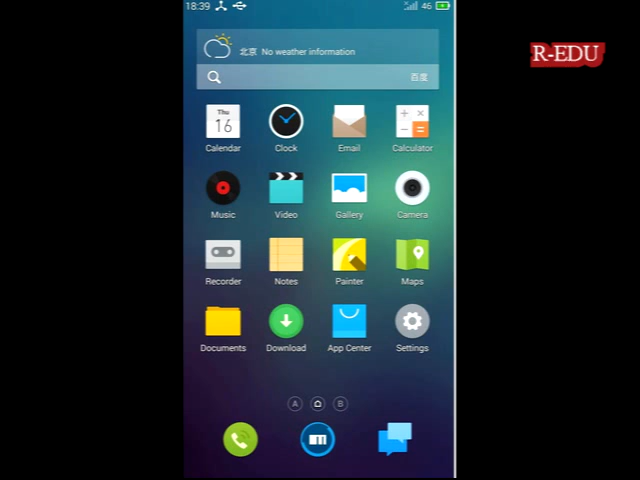 18:39 46
R-EDU
北京 No weather information
百度
Thu
16
Calendar Clock Email Calculator
Music Video Gallery Camera
Recorder Notes Painter Maps
Documents Download App Center Settings
A B